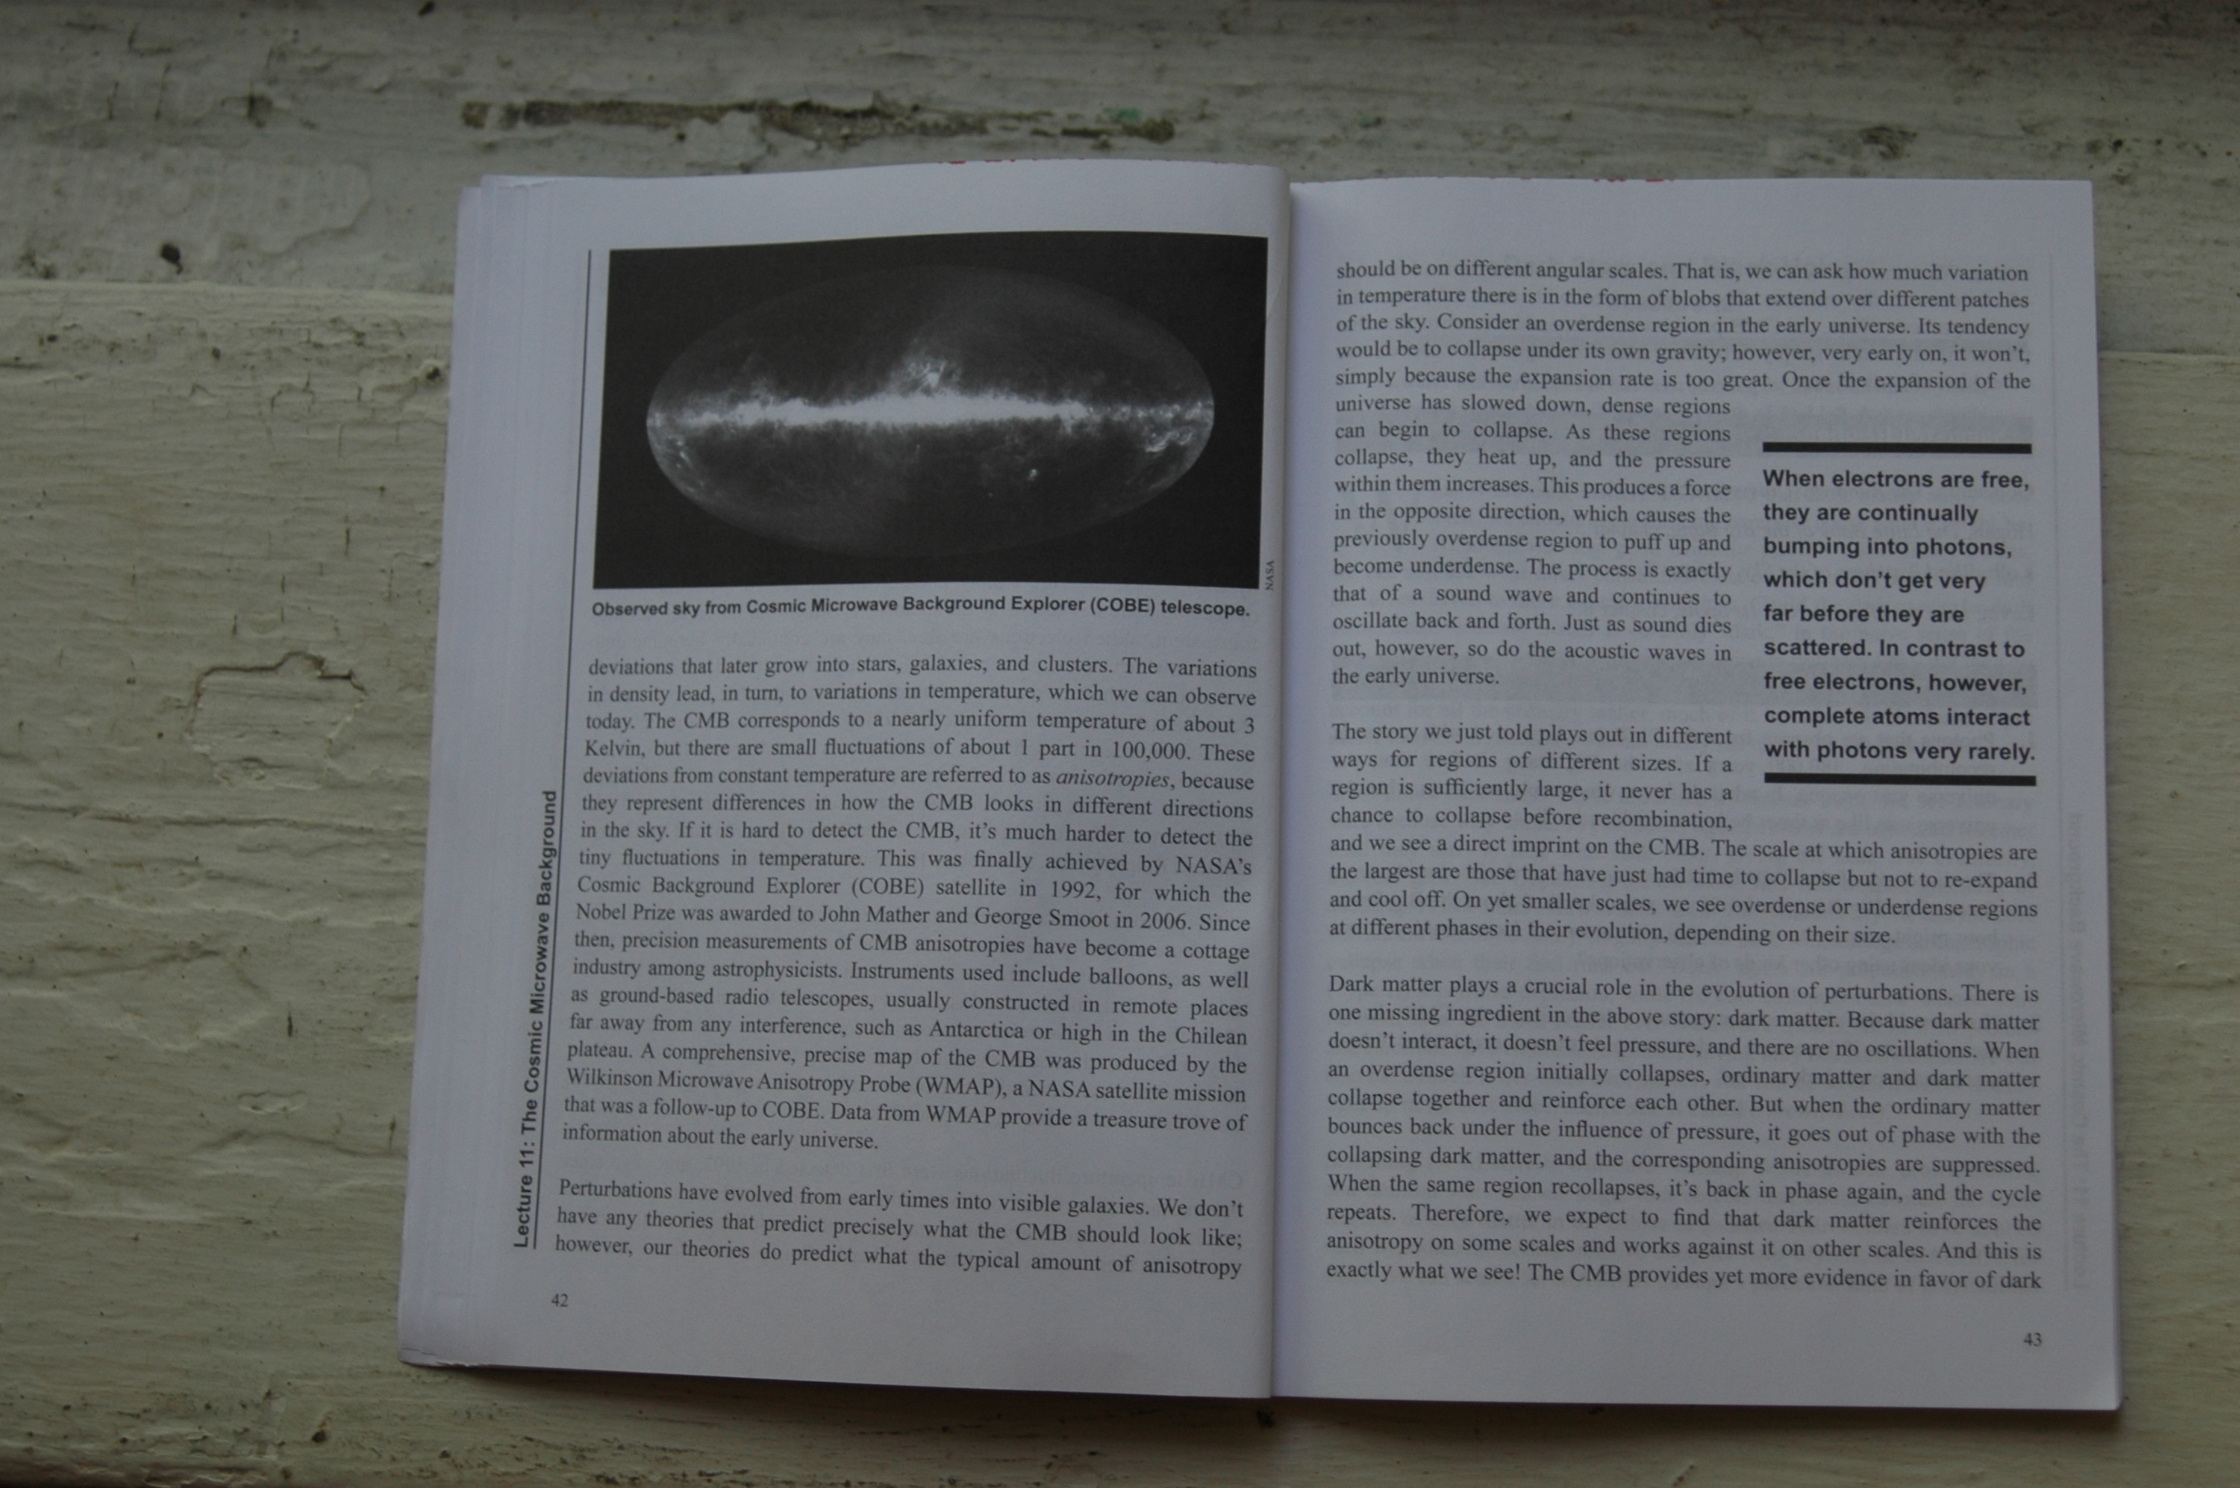 NASA
Observed sky from Cosmic Microwave Background Explorer (COBE) telescope.
deviations that later grow into stars, galaxies, and clusters. The variations
in density lead, in turn, to variations in temperature, which we can observe
today. The CMB corresponds to a nearly uniform temperature of about 3
Kelvin, but there are small fluctuations of about 1 part in 100,000. These
deviations from constant temperature are referred to as anisotropies, because
they represent differences in how the CMB looks in different directions
in the sky. If it is hard to detect the CMB, it's much harder to detect the
tiny fluctuations in temperature. This was finally achieved by NASA's
Cosmic Background Explorer (COBE) satellite in 1992, for which the
Nobel Prize was awarded to John Mather and George Smoot in 2006. Since
then, precision measurements of CMB anisotropies have become a cottage
industry among astrophysicists. Instruments used include balloons, as well
as ground-based radio telescopes, usually constructed in remote places
far away from any interference, such as Antarctica or high in the Chilean
plateau. A comprehensive, precise map of the CMB was produced by the
Wilkinson Microwave Anisotropy Probe (WMAP), a NASA satellite mission
that was a follow-up to COBE. Data from WMAP provide a treasure trove of
information about the early universe.
Perturbations have evolved from early times into visible galaxies. We don't
have any theories that predict precisely what the CMB should look like;
however, our theories do predict what the typical amount of anisotropy
Lecture 11: The Cosmic Microwave Background
42
should be on different angular scales. That is, we can ask how much variation
in temperature there is in the form of blobs that extend over different patches
of the sky. Consider an overdense region in the early universe. Its tendency
would be to collapse under its own gravity; however, very early on, it won't,
simply because the expansion rate is too great. Once the expansion of the
universe has slowed down, dense regions
can begin to collapse. As these regions
collapse, they heat up, and the pressure
within them increases. This produces a force
in the opposite direction, which causes the
previously overdense region to puff up and
become underdense. The process is exactly
that of a sound wave and continues to
oscillate back and forth. Just as sound dies
out, however, so do the acoustic waves in
the early universe.
When electrons are free,
they are continually
bumping into photons,
which don't get very
far before they are
scattered. In contrast to
free electrons, however,
complete atoms interact
with photons very rarely.
The story we just told plays out in different
ways for regions of different sizes. If a
region is sufficiently large, it never has a
chance to collapse before recombination,
and we see a direct imprint on the CMB. The scale at which anisotropies are
the largest are those that have just had time to collapse but not to re-expand
and cool off. On yet smaller scales, we see overdense or underdense regions
at different phases in their evolution, depending on their size.
Dark matter plays a crucial role in the evolution of perturbations. There is
one missing ingredient in the above story: dark matter. Because dark matter
doesn't interact, it doesn't feel pressure, and there are no oscillations. When
an overdense region initially collapses, ordinary matter and dark matter
collapse together and reinforce each other. But when the ordinary matter
bounces back under the influence of pressure, it goes out of phase with the
collapsing dark matter, and the corresponding anisotropies are suppressed.
When the same region recollapses, it's back in phase again, and the cycle
repeats. Therefore, we expect to find that dark matter reinforces the
anisotropy on some scales and works against it on other scales. And this is
exactly what we see! The CMB provides yet more evidence in favor of dark
43